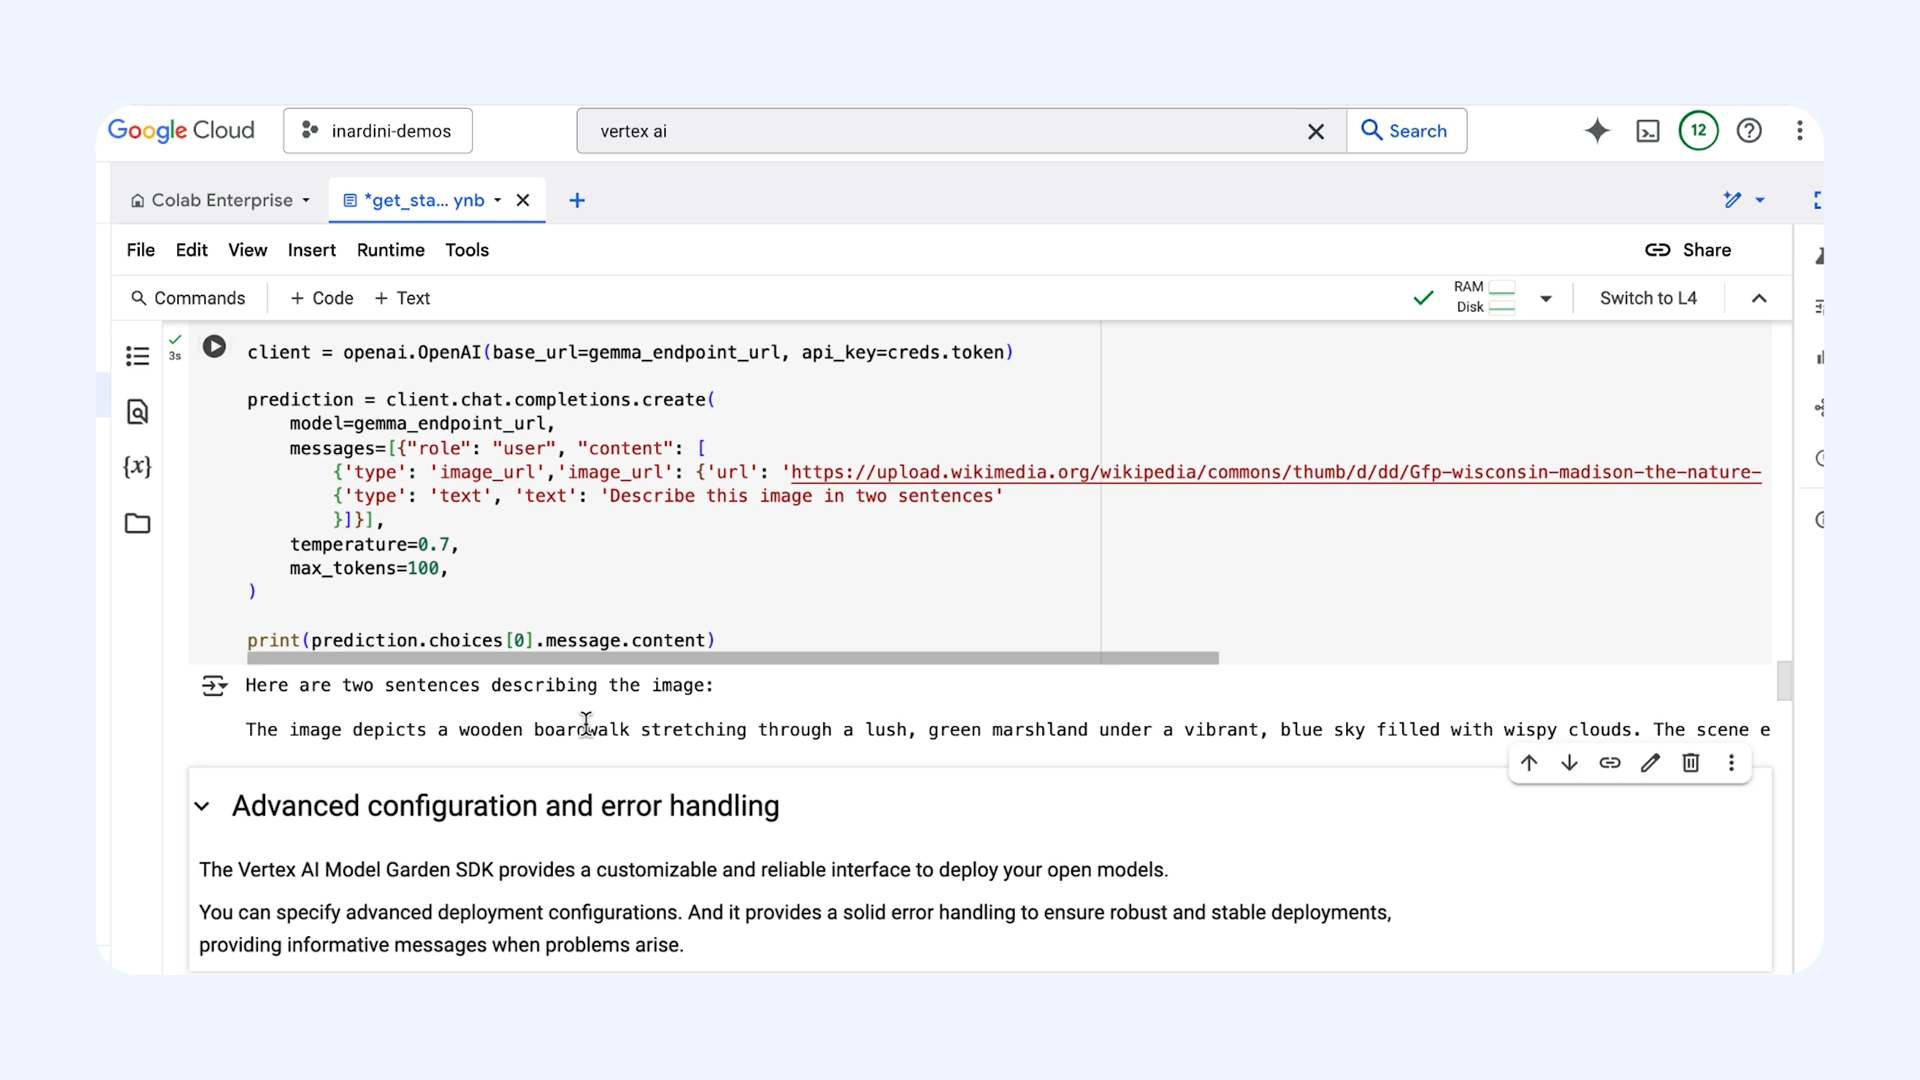 Google Cloud
inardini-demos
vertex ai
Search
12
Colab Enterprise
*get_sta... ynb
File Edit View Insert Runtime Tools
Share
Commands
+ Code + Text
RAM
Disk
Switch to L4
3s
client = openai.OpenAI(base_url=gemma_endpoint_url, api_key=creds.token)
prediction = client.chat.completions.create(
model=gemma_endpoint_url,
messages=[{"role": "user", "content": [
{'type': 'image_url','image_url': {'url': 'https://upload.wikimedia.org/wikipedia/commons/thumb/d/dd/Gfp-wisconsin-madison-the-nature-
{'type': 'text', 'text': 'Describe this image in two sentences'
}]}],
temperature=0.7,
max_tokens=100,
)
print(prediction.choices[0].message.content)
{x}
Here are two sentences describing the image:
The image depicts a wooden boardwalk stretching through a lush, green marshland under a vibrant, blue sky filled with wispy clouds. The scene e
Advanced configuration and error handling
The Vertex AI Model Garden SDK provides a customizable and reliable interface to deploy your open models.
You can specify advanced deployment configurations. And it provides a solid error handling to ensure robust and stable deployments,
providing informative messages when problems arise.